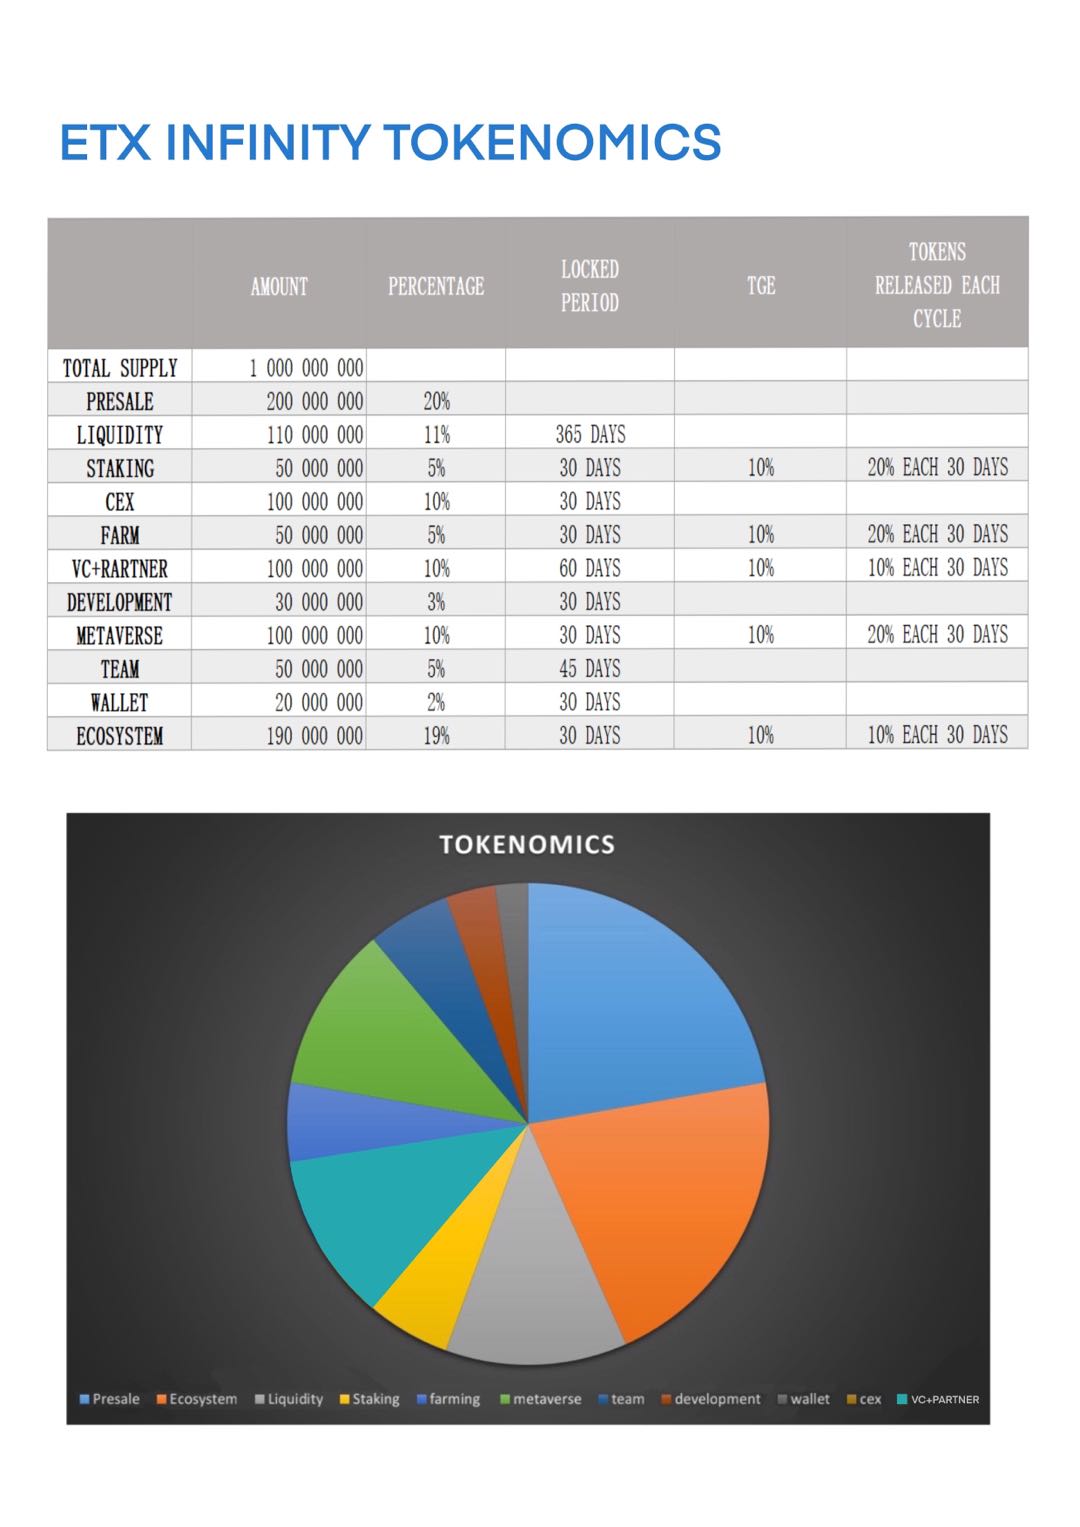 ETX INFINITY TOKENOMICS
AMOUNT PERCENTAGE LOCKED PERIOD TGE TOKENS RELEASED EACH CYCLE
TOTAL SUPPLY 1 000 000 000
PRESALE 200 000 000 20%
LIQUIDITY 110 000 000 11% 365 DAYS
STAKING 50 000 000 5% 30 DAYS 10% 20% EACH 30 DAYS
CEX 100 000 000 10% 30 DAYS
FARM 50 000 000 5% 30 DAYS 10% 20% EACH 30 DAYS
VC+RARTNER 100 000 000 10% 60 DAYS 10% 10% EACH 30 DAYS
DEVELOPMENT 30 000 000 3% 30 DAYS
METAVERSE 100 000 000 10% 30 DAYS 10% 20% EACH 30 DAYS
TEAM 50 000 000 5% 45 DAYS
WALLET 20 000 000 2% 30 DAYS
ECOSYSTEM 190 000 000 19% 30 DAYS 10% 10% EACH 30 DAYS
TOKENOMICS
Presale Ecosystem Liquidity Staking farming metaverse team development wallet cex VC+PARTNER